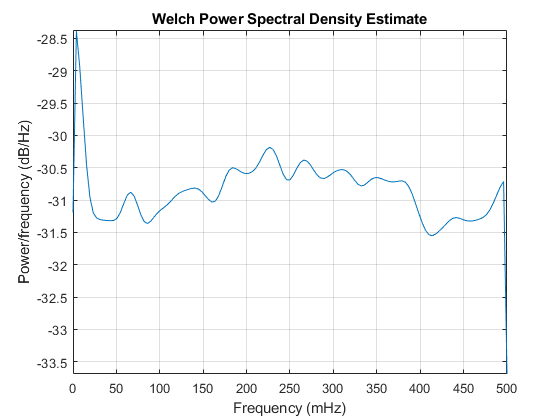 Welch Power Spectral Density Estimate
Power/frequency (dB/Hz)
-28.5
-29
-29.5
-30
-30.5
-31
-31.5
-32
-32.5
-33
-33.5
0 50 100 150 200 250 300 350 400 450 500
Frequency (mHz)